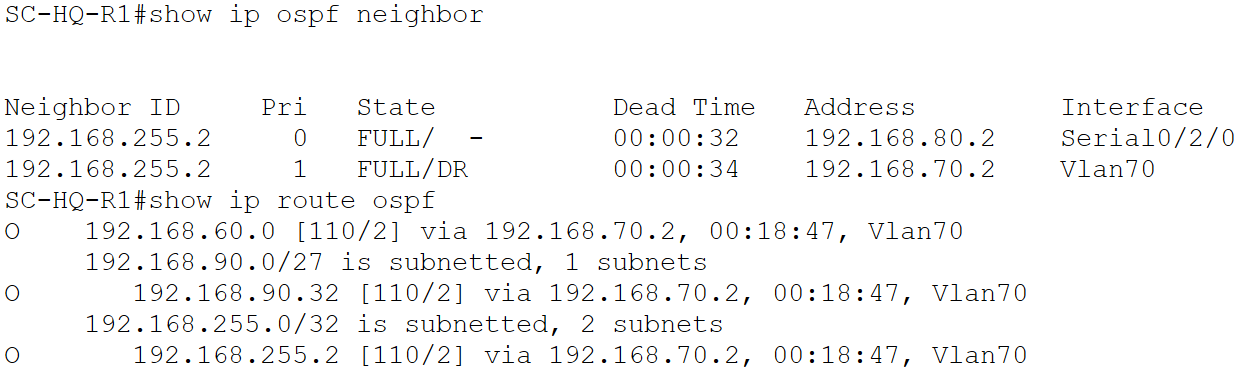 SC-HQ-R1#show ip ospf neighbor
Neighbor ID     Pri   State           Dead Time   Address         Interface
192.168.255.2     0   FULL/  -        00:00:32    192.168.80.2    Serial0/2/0
192.168.255.2     1   FULL/DR         00:00:34    192.168.70.2    Vlan70
SC-HQ-R1#show ip route ospf
O    192.168.60.0 [110/2] via 192.168.70.2, 00:18:47, Vlan70
     192.168.90.0/27 is subnetted, 1 subnets
O       192.168.90.32 [110/2] via 192.168.70.2, 00:18:47, Vlan70
     192.168.255.0/32 is subnetted, 2 subnets
O       192.168.255.2 [110/2] via 192.168.70.2, 00:18:47, Vlan70